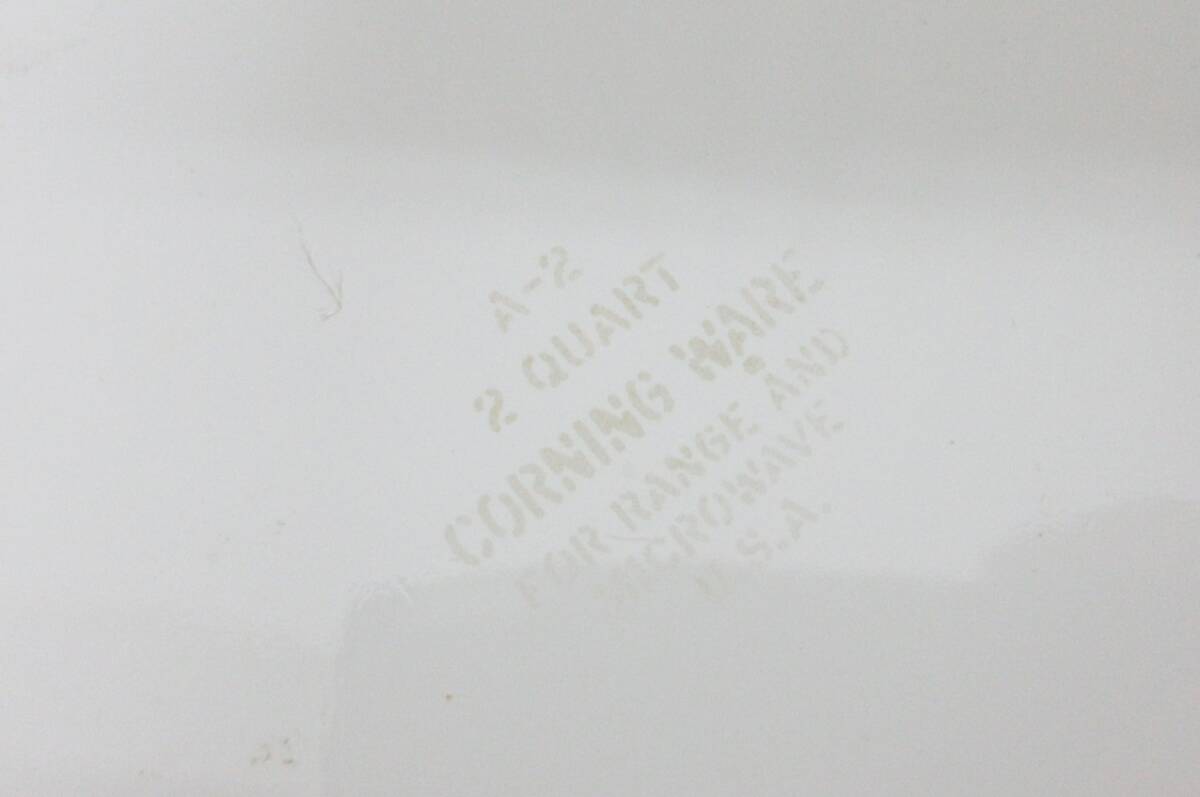 A-2
2 QUART
CORNING WARE
FOR RANGE AND
MICROWAVE
U.S.A.